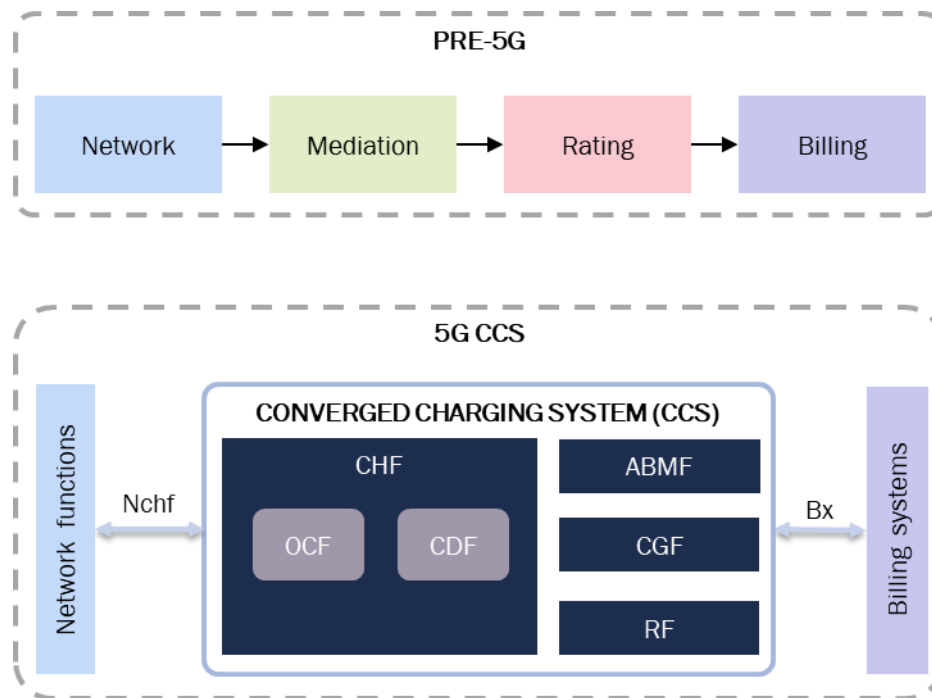 PRE-5G
Network
Mediation
Rating
Billing
5G CCS
Network functions
Nchf
CONVERGED CHARGING SYSTEM (CCS)
CHF
OCF
CDF
ABMF
CGF
RF
Bx
Billing systems